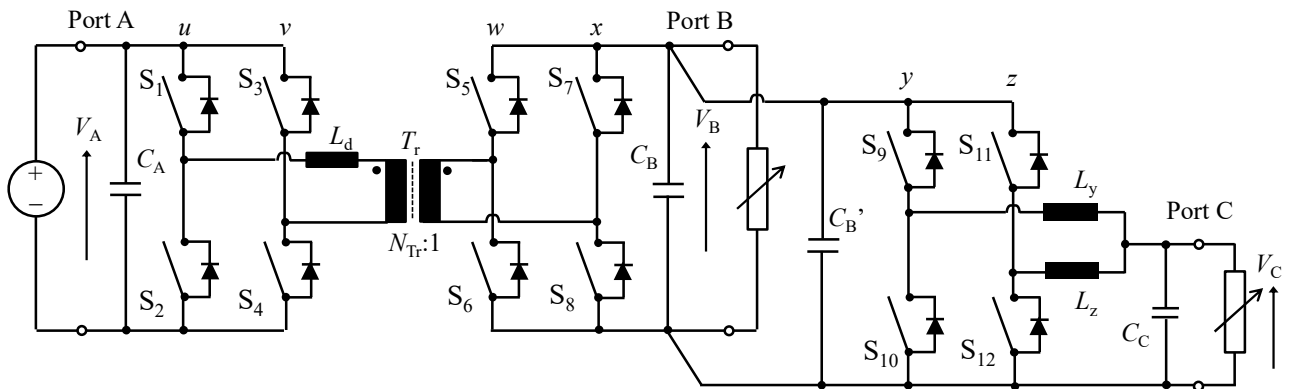 Port A
u
v
w
x
Port B
y
z
S1
S3
S5
S7
VA
CA
Ld
Tr
CB
VB
S9
S11
Ly
Port C
NTr:1
CB’
S2
S4
S6
S8
Lz
VC
CC
S10
S12
+
−